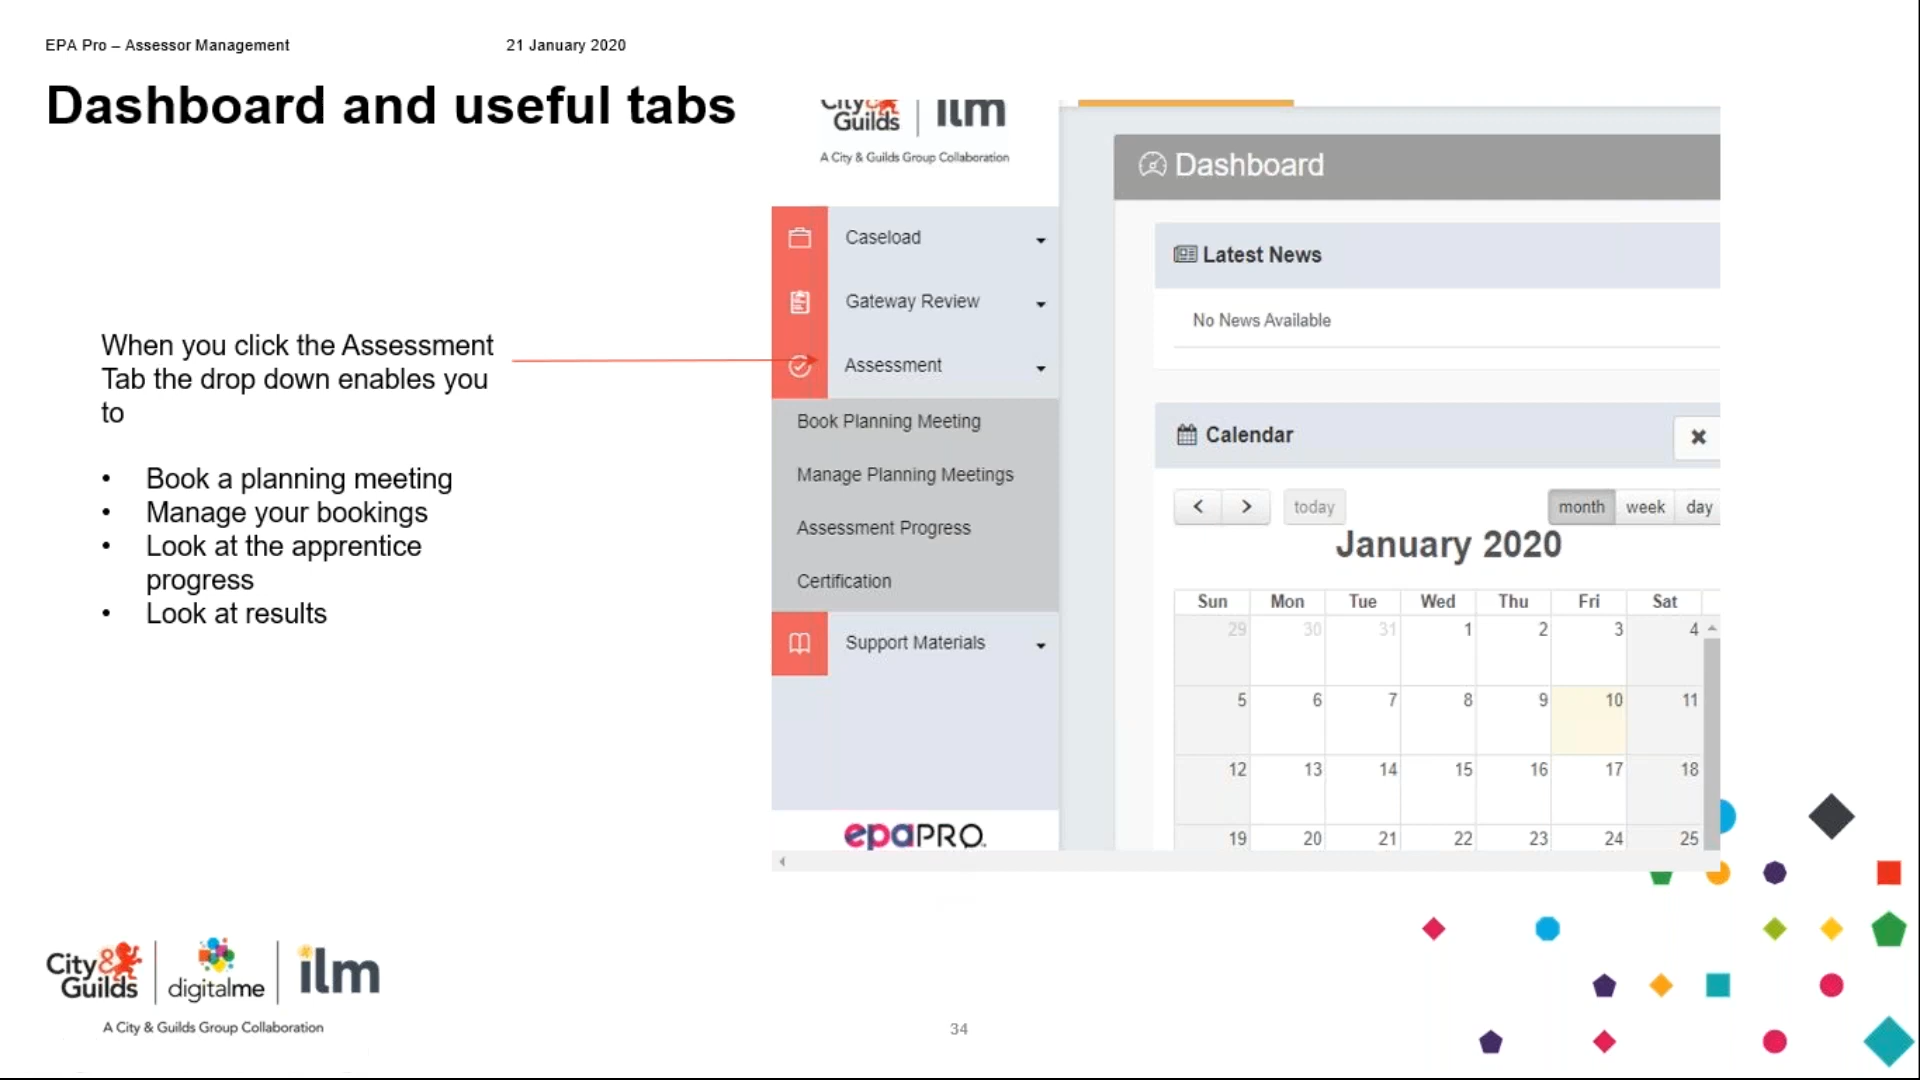 EPA Pro – Assessor Management
21 January 2020
Dashboard and useful tabs
When you click the Assessment
Tab the drop down enables you
to
• Book a planning meeting
• Manage your bookings
• Look at the apprentice
progress
• Look at results
City &
Guilds
ilm
A City & Guilds Group Collaboration
Caseload
Gateway Review
Assessment
Book Planning Meeting
Manage Planning Meetings
Assessment Progress
Certification
Support Materials
epaPRO
Dashboard
Latest News
No News Available
Calendar
today
month week day
January 2020
Sun Mon Tue Wed Thu Fri Sat
29 30 31 1 2 3 4
5 6 7 8 9 10 11
12 13 14 15 16 17 18
19 20 21 22 23 24 25
City &
Guilds
digitalme
ilm
A City & Guilds Group Collaboration
34